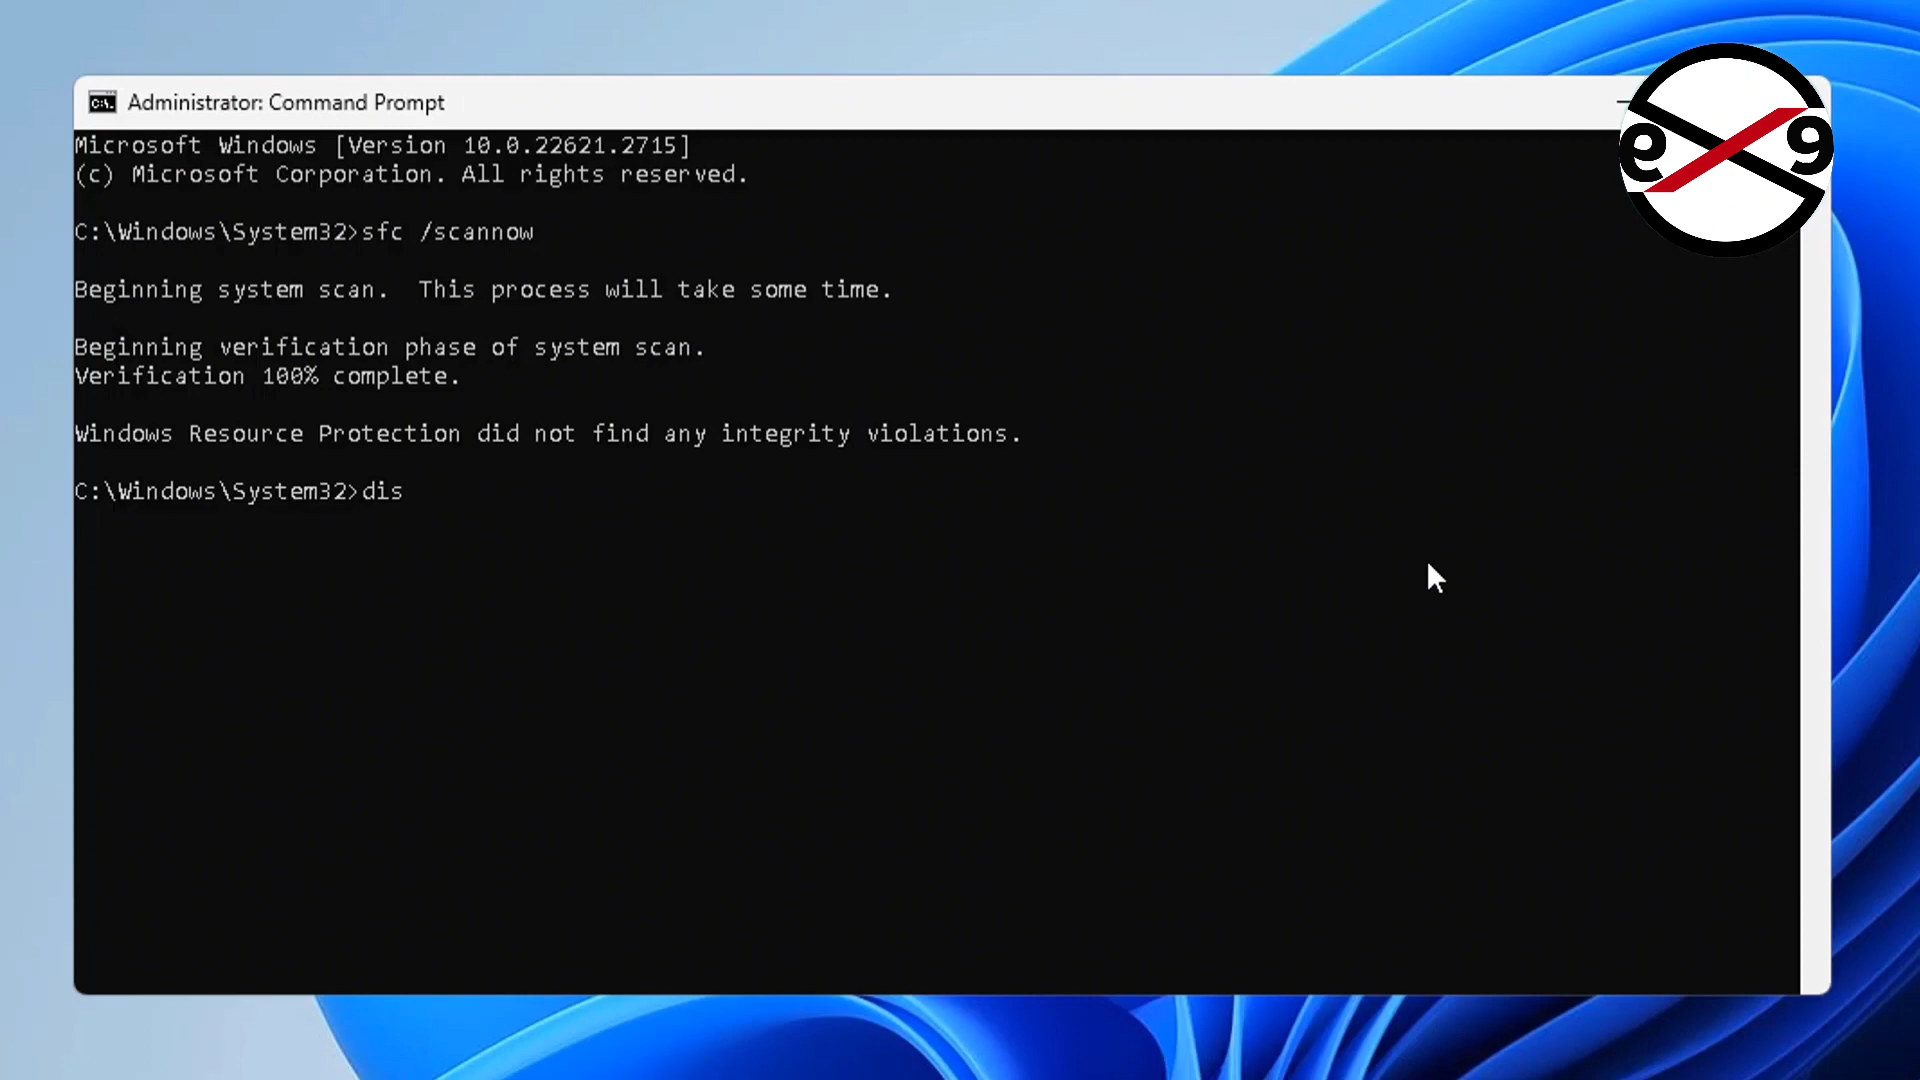 Administrator: Command Prompt
Microsoft Windows [Version 10.0.22621.2715]
(c) Microsoft Corporation. All rights reserved.
C:\Windows\System32>sfc /scannow
Beginning system scan.  This process will take some time.
Beginning verification phase of system scan.
Verification 100% complete.
Windows Resource Protection did not find any integrity violations.
C:\Windows\System32>dis
e 9